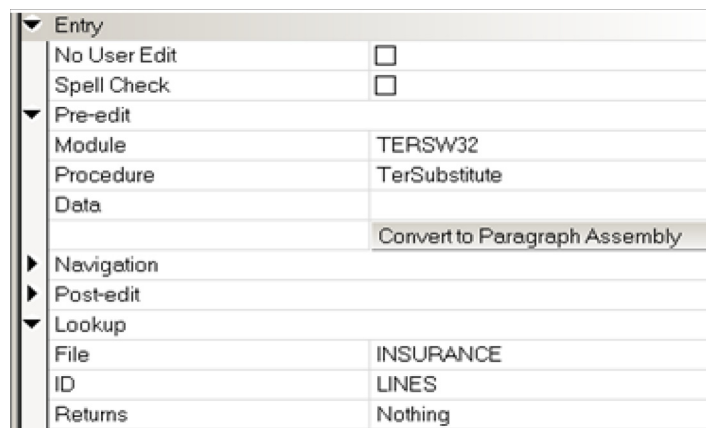 Entry
No User Edit
Spell Check
Pre-edit
Module TERSW32
Procedure TerSubstitute
Data
Convert to Paragraph Assembly
Navigation
Post-edit
Lookup
File INSURANCE
ID LINES
Returns Nothing